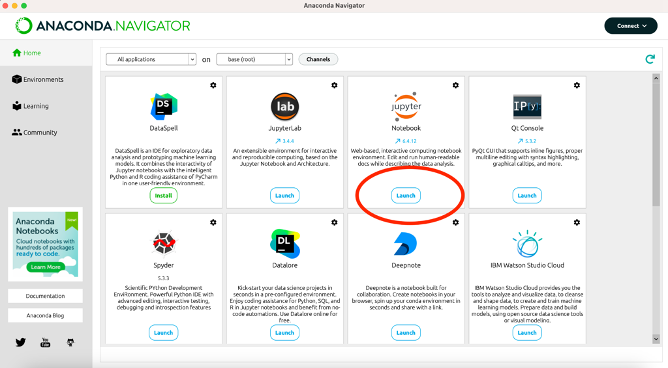 Anaconda Navigator
ANACONDA.NAVIGATOR
Connect
Home
Environments
Learning
Community
All applications
on
base (root)
Channels
DS
DataSpell
DataSpell is an IDE for exploratory data
analysis and prototyping machine learning
models. It combines the interactivity of
Jupyter notebooks with the intelligent
Python and R coding assistance of PyCharm
in one user-friendly environment.
Install
lab
JupyterLab
3.4.4
An extensible environment for interactive
and reproducible computing, based on the
Jupyter Notebook and Architecture.
Launch
jupyter
Notebook
6.4.12
Web-based, interactive computing notebook
environment. Edit and run human-readable
docs while describing the data analysis.
Launch
IP[y]
Qt Console
5.3.2
PyQt GUI that supports inline figures, proper
multiline editing with syntax highlighting,
graphical calltips, and more.
Launch
Spyder
5.3.3
Scientific PYthon Development
EnviRonment. Powerful Python IDE with
advanced editing, interactive testing,
debugging and introspection features
Launch
DL
Datalore
Kickstart your data science projects in
seconds in a pre-configured environment.
Enjoy coding assistance for Python, SQL, and
R in Jupyter notebooks and benefit from no-
code automations. Use Datalore online for
free.
Launch
Deepnote
Deepnote is a notebook built for
collaboration. Create notebooks in your
browser, spin up your conda environment in
seconds and share with a link.
Launch
IBM Watson Studio Cloud
IBM Watson Studio Cloud provides you the
tools to analyze and visualize data, to cleanse
and shape data, to create and train machine
learning models. Prepare data and build
models, using open source data science tools
or visual modeling.
Launch
Anaconda
Notebooks
Cloud notebooks with
hundreds of packages
ready to code.
Learn More
Documentation
Anaconda Blog